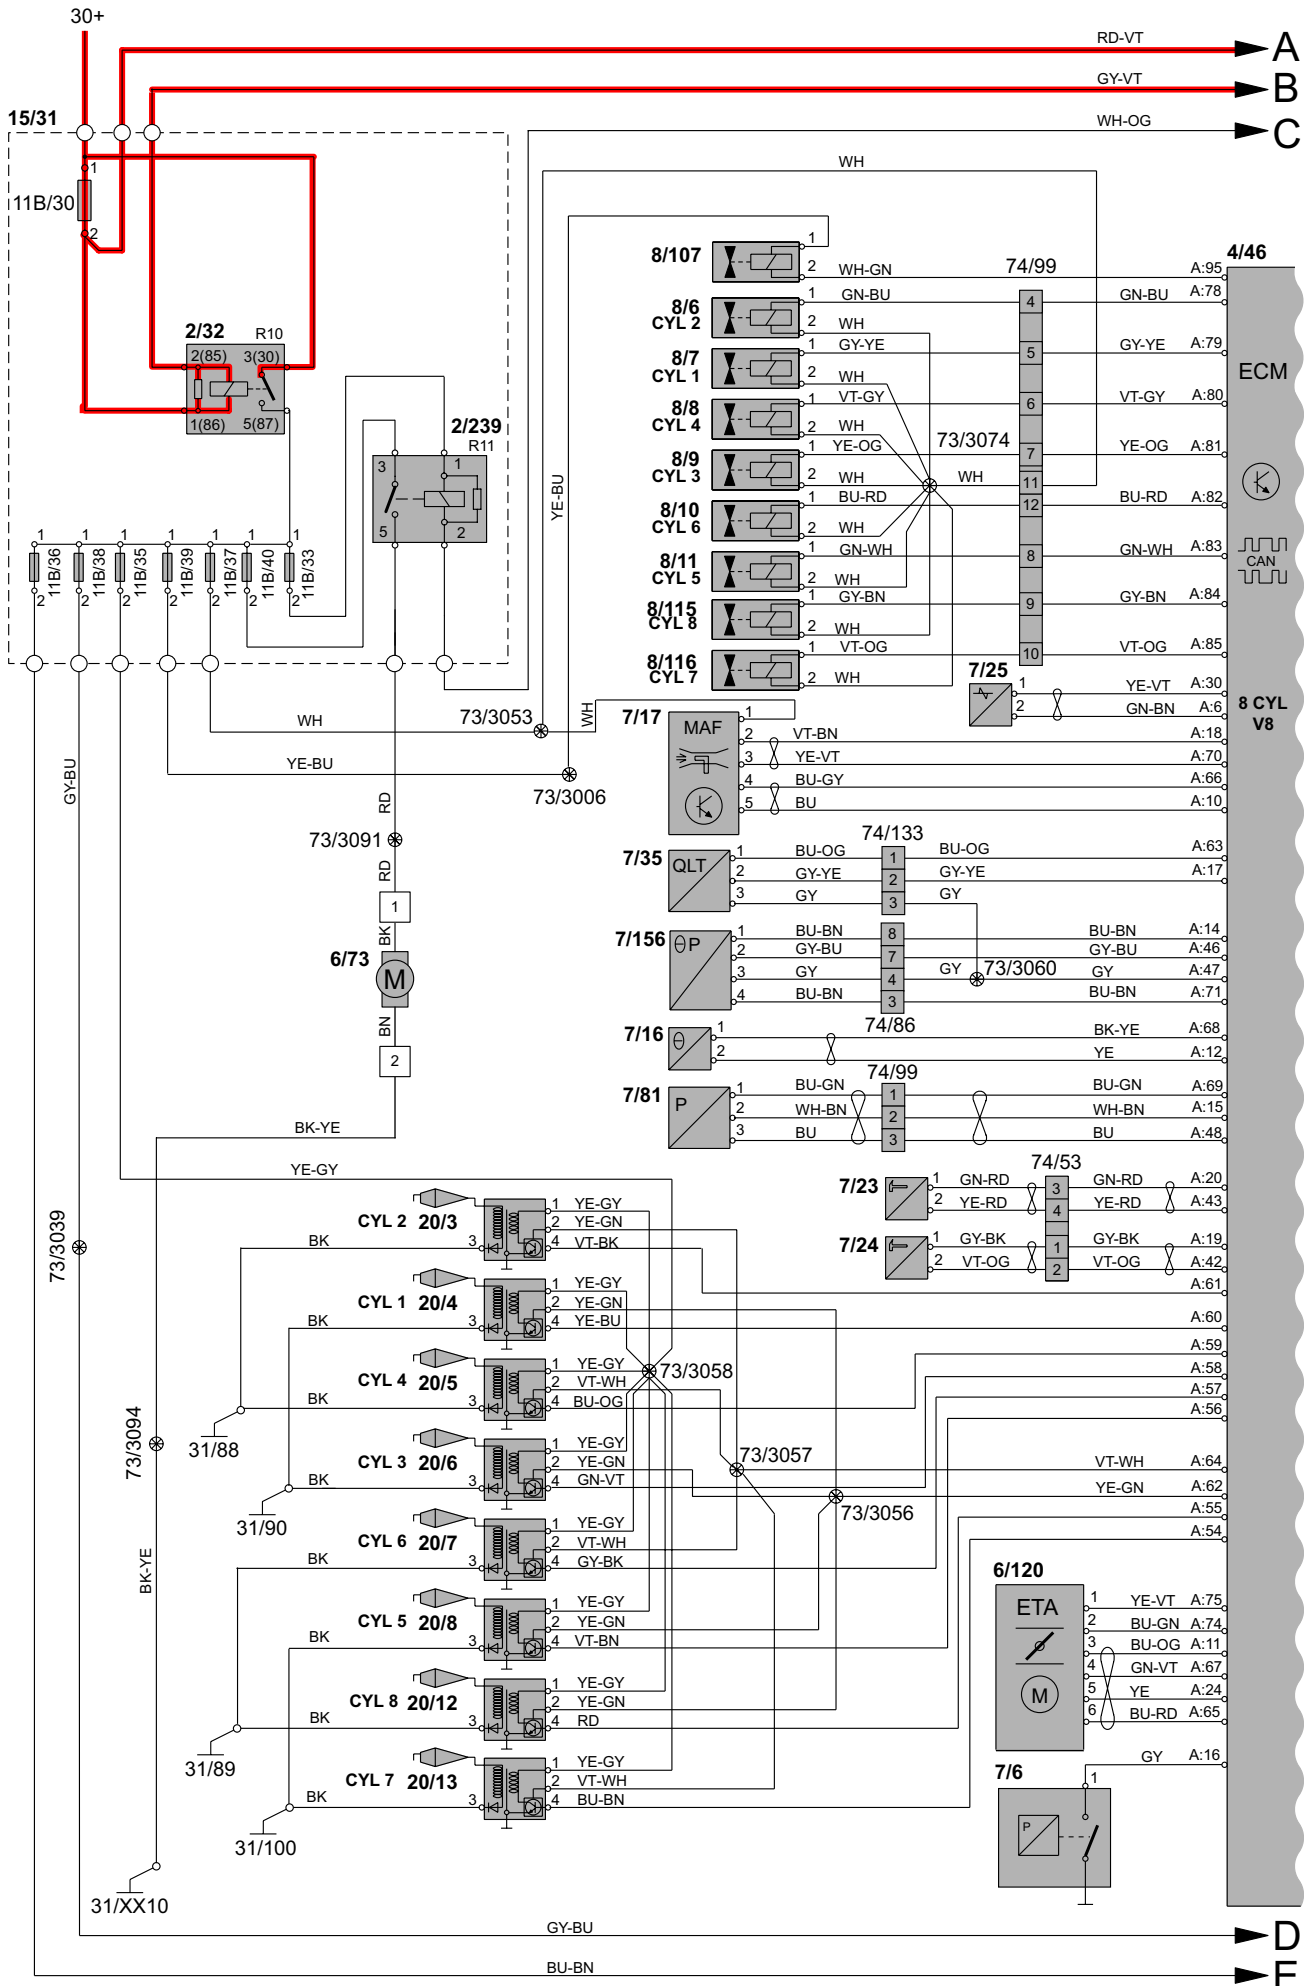 30+
RD-VT
A
GY-VT
B
15/31
WH-OG
C
WH
1
11B/30
2
1
8/107
2
WH-GN
74/99
A:95
4/46
8/6
CYL 2
1
GN-BU
4
GN-BU
A:78
2
WH
2/32
R10
2(85)
3(30)
1(86)
5(87)
8/7
CYL 1
1
GY-YE
5
GY-YE
A:79
2
WH
ECM
8/8
CYL 4
1
VT-GY
6
VT-GY
A:80
2
WH
73/3074
2/239
R11
3
1
5
2
YE-BU
8/9
CYL 3
1
YE-OG
7
YE-OG
A:81
2
WH
WH
11
8/10
CYL 6
1
BU-RD
12
BU-RD
A:82
2
WH
8/11
CYL 5
1
GN-WH
8
GN-WH
A:83
2
WH
CAN
8/115
CYL 8
1
GY-BN
9
GY-BN
A:84
2
WH
8/116
CYL 7
1
VT-OG
10
VT-OG
A:85
2
WH
1
1
1
1
1
1
1
11B/36
11B/38
11B/35
11B/39
11B/37
11B/40
11B/33
2
2
2
2
2
2
2
7/25
1
YE-VT
A:30
2
GN-BN
A:6
8 CYL
V8
WH
73/3053
WH
7/17
MAF
1
2
VT-BN
A:18
3
YE-VT
A:70
4
BU-GY
A:66
5
BU
A:10
YE-BU
73/3006
GY-BU
RD
73/3091
RD
1
BK
6/73
M
BN
2
74/133
7/35
QLT
1
BU-OG
1
BU-OG
A:63
2
GY-YE
2
GY-YE
A:17
3
GY
3
GY
7/156
θP
1
BU-BN
8
BU-BN
A:14
2
GY-BU
7
GY-BU
A:46
3
GY
4
GY
73/3060
GY
A:47
4
BU-BN
3
BU-BN
A:71
74/86
7/16
θ
1
BK-YE
A:68
2
YE
A:12
74/99
7/81
P
1
BU-GN
1
BU-GN
A:69
2
WH-BN
2
WH-BN
A:15
3
BU
3
BU
A:48
BK-YE
YE-GY
74/53
7/23
1
GN-RD
3
GN-RD
A:20
2
YE-RD
4
YE-RD
A:43
7/24
1
GY-BK
1
GY-BK
A:19
2
VT-OG
2
VT-OG
A:42
73/3039
CYL 2 20/3
BK
3
1
YE-GY
2
YE-GN
4
VT-BK
A:61
CYL 1 20/4
BK
3
1
YE-GY
2
YE-GN
4
YE-BU
A:60
A:59
A:58
A:57
A:56
CYL 4 20/5
BK
3
1
YE-GY
2
VT-WH
4
BU-OG
73/3058
31/88
73/3094
CYL 3 20/6
BK
3
1
YE-GY
2
YE-GN
4
GN-VT
73/3057
VT-WH
A:64
YE-GN
A:62
73/3056
A:55
A:54
31/90
CYL 6 20/7
BK
3
1
YE-GY
2
VT-WH
4
GY-BK
BK-YE
CYL 5 20/8
BK
3
1
YE-GY
2
YE-GN
4
VT-BN
6/120
ETA
M
1
YE-VT
A:75
2
BU-GN
A:74
3
BU-OG
A:11
4
GN-VT
A:67
5
YE
A:24
6
BU-RD
A:65
CYL 8 20/12
BK
3
1
YE-GY
2
YE-GN
4
RD
31/89
CYL 7 20/13
BK
3
1
YE-GY
2
VT-WH
4
BU-BN
GY
A:16
7/6
1
P
31/100
31/XX10
GY-BU
D
BU-BN